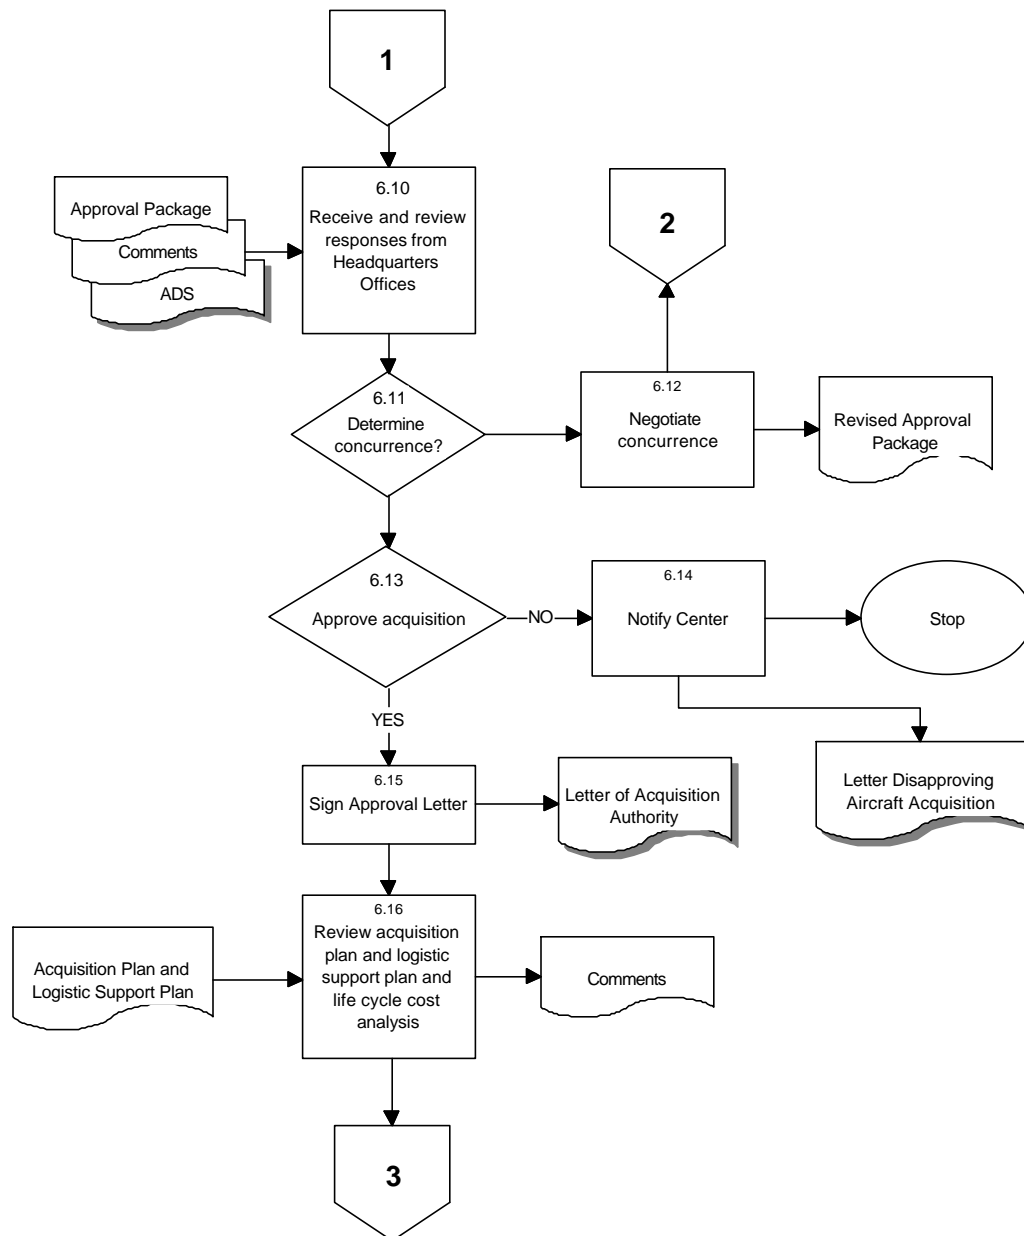 1
6.10
Receive and review
responses from
Headquarters
Offices
Approval Package
Comments
ADS
2
6.11
Determine
concurrence?
6.12
Negotiate
concurrence
Revised Approval
Package
6.13
Approve acquisition
NO
6.14
Notify Center
Stop
YES
Letter Disapproving
Aircraft Acquisition
6.15
Sign Approval Letter
Letter of Acquisition
Authority
6.16
Review acquisition
plan and logistic
support plan and
life cycle cost
analysis
Acquisition Plan and
Logistic Support Plan
Comments
3